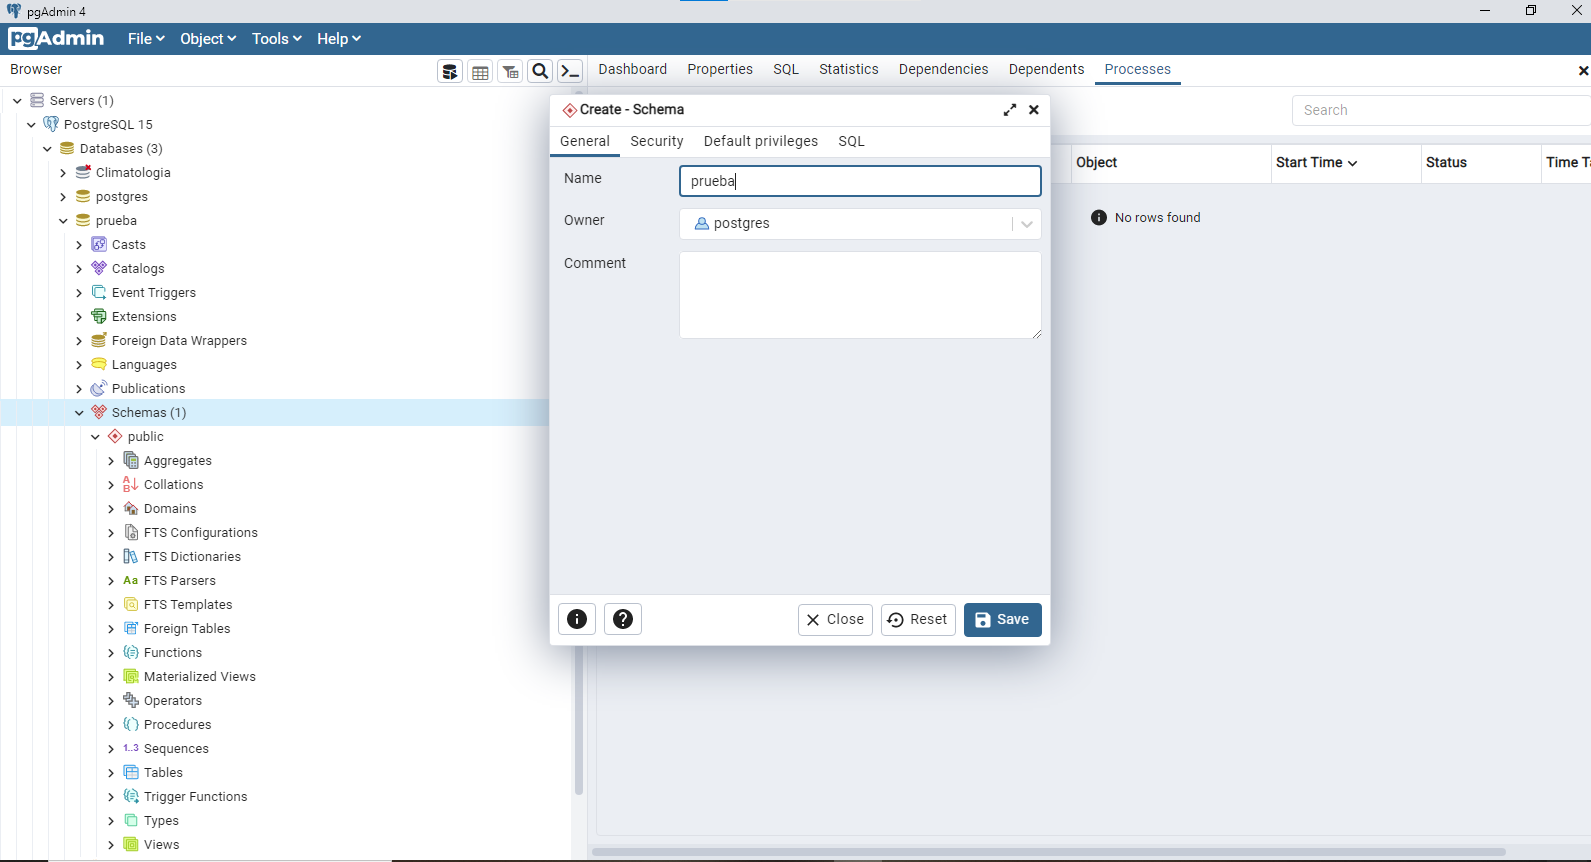 pgAdmin 4
pgAdmin File Object Tools Help
Browser
Dashboard Properties SQL Statistics Dependencies Dependents Processes
Servers (1)
PostgreSQL 15
Databases (3)
Climatologia
postgres
prueba
Casts
Catalogs
Event Triggers
Extensions
Foreign Data Wrappers
Languages
Publications
Schemas (1)
public
Aggregates
Collations
Domains
FTS Configurations
FTS Dictionaries
Aa FTS Parsers
FTS Templates
Foreign Tables
Functions
Materialized Views
Operators
Procedures
1..3 Sequences
Tables
Trigger Functions
Types
Views
Create - Schema
General Security Default privileges SQL
Name prueba
Owner postgres
Comment
Close Reset Save
Search
Object Start Time Status Time T
No rows found